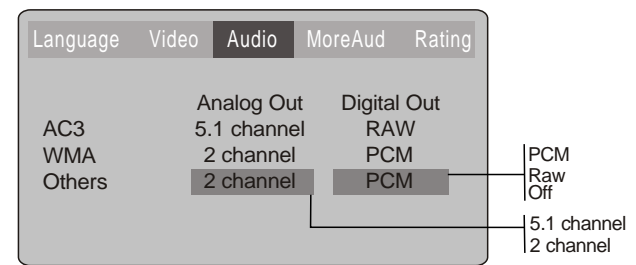 Language Video Audio MoreAud Rating
Analog Out Digital Out
AC3 5.1 channel RAW
WMA 2 channel PCM
Others 2 channel PCM
PCM
Raw
Off
5.1 channel
2 channel